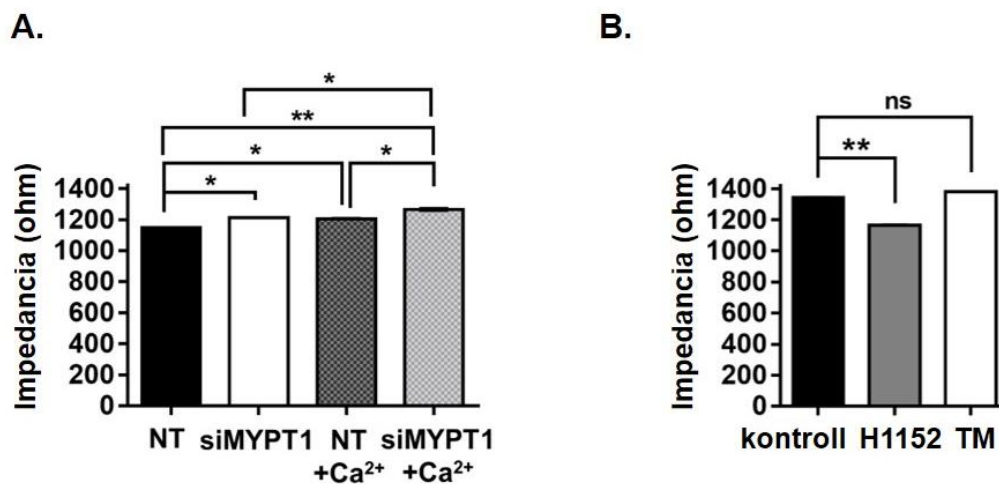 A.
B.
*
**
*
*
*
ns
**
Impedancia (ohm)
1400
1200
1000
800
600
400
200
0
NT
siMYPT1
NT
+Ca²⁺
siMYPT1
+Ca²⁺
Impedancia (ohm)
1400
1200
1000
800
600
400
200
0
kontroll
H1152
TM